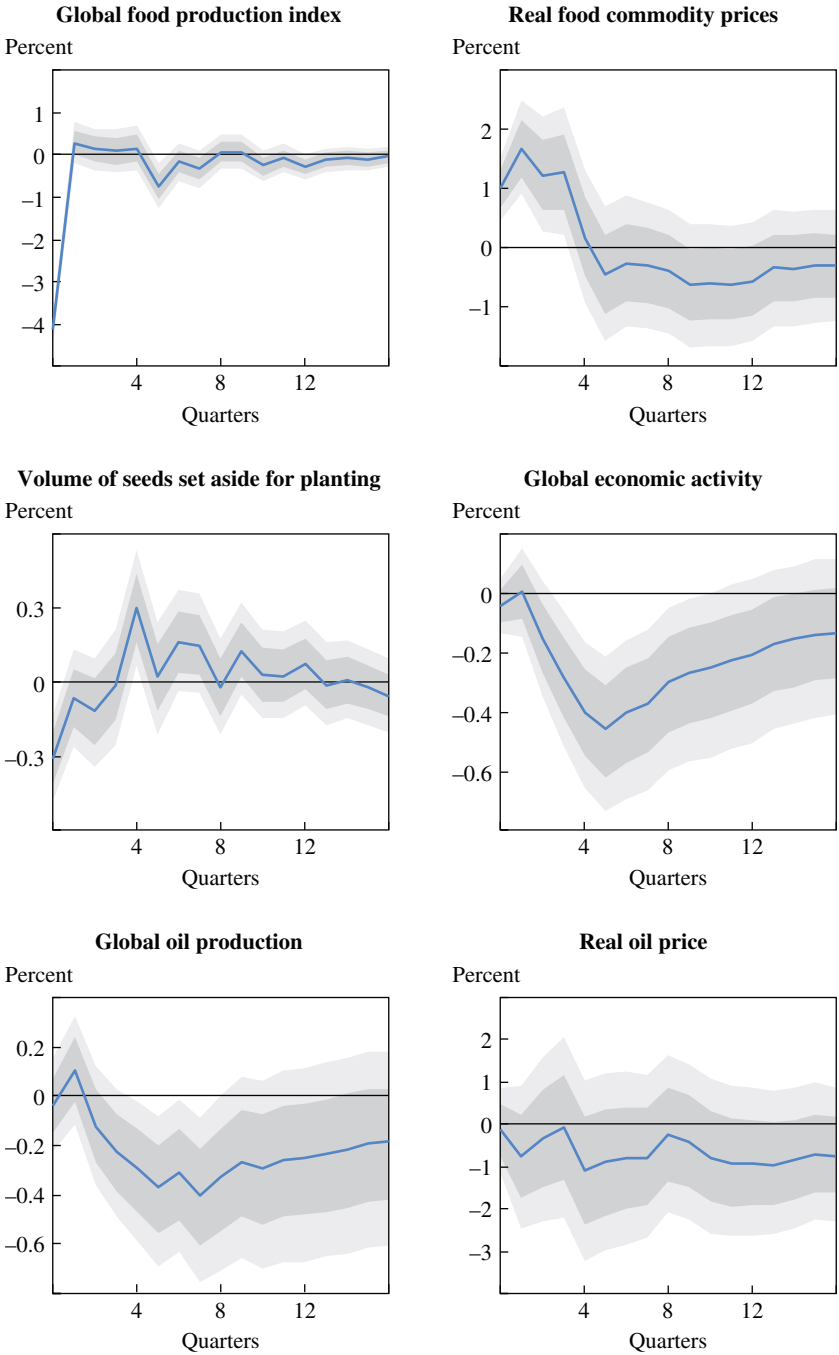 Global food production index
Percent
1
0
–1
–2
–3
–4
4 8 12
Quarters
Real food commodity prices
Percent
2
1
0
–1
4 8 12
Quarters
Volume of seeds set aside for planting
Percent
0.3
0
–0.3
4 8 12
Quarters
Global economic activity
Percent
0
–0.2
–0.4
–0.6
4 8 12
Quarters
Global oil production
Percent
0.2
0
–0.2
–0.4
–0.6
4 8 12
Quarters
Real oil price
Percent
2
1
0
–1
–2
–3
4 8 12
Quarters